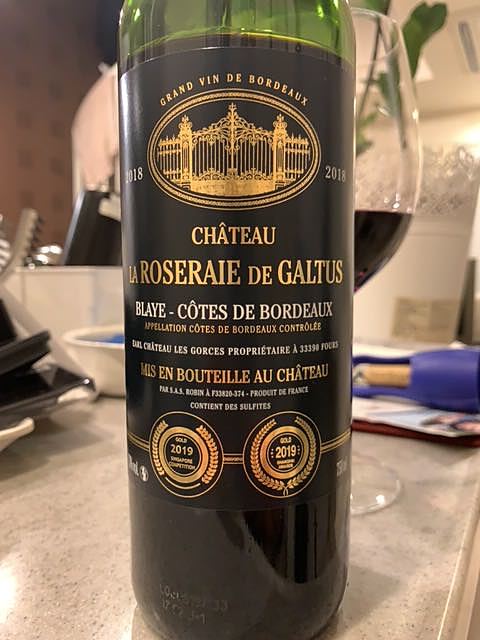 GRAND VIN DE BORDEAUX
2018 2018
CHÂTEAU
LA ROSERAIE DE GALTUS
BLAYE - CÔTES DE BORDEAUX
APPELLATION CÔTES DE BORDEAUX CONTRÔLÉE
EARL CHÂTEAU LES GORCES PROPRIÉTAIRE À 33390 FOURS
MIS EN BOUTEILLE AU CHÂTEAU
PAR S.A.S. ROBIN À F33820-374 - PRODUIT DE FRANCE
CONTIENT DES SULFITES
GOLD
2019
SINGAPORE
COMPETITION
GOLD
2019